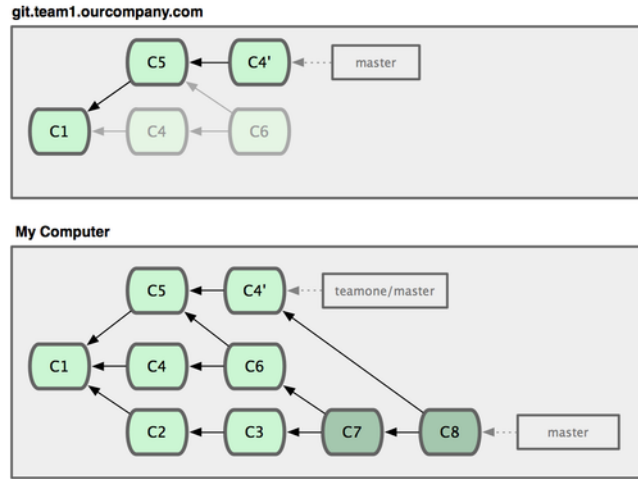 git.team1.ourcompany.com
C5 C4' master
C1 C4 C6
My Computer
C5 C4' teamone/master
C1 C4 C6
C2 C3 C7 C8 master